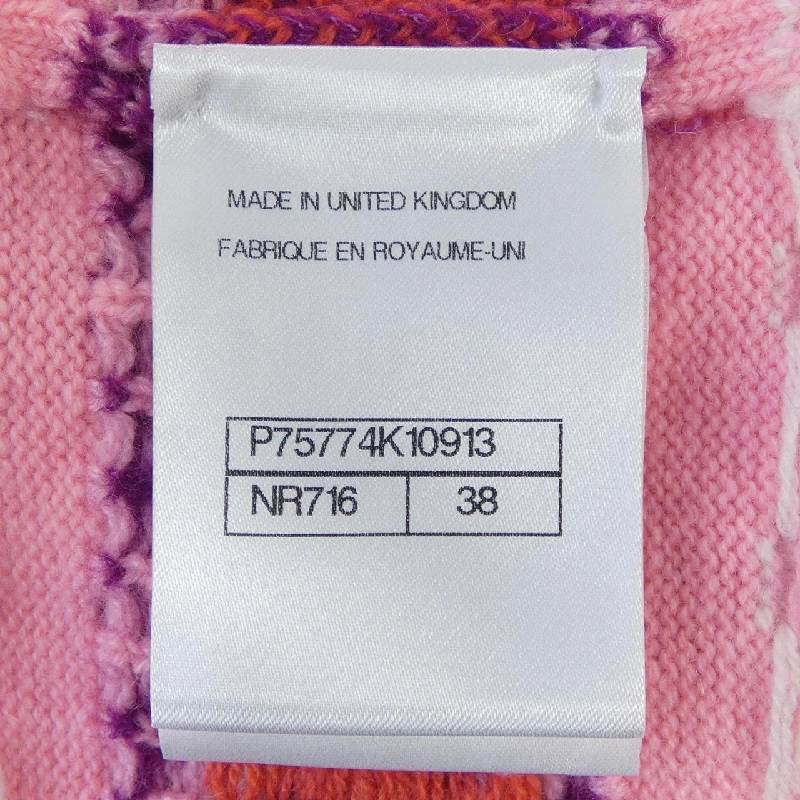 MADE IN UNITED KINGDOM
FABRIQUE EN ROYAUME-UNI
P75774K10913
NR716 38